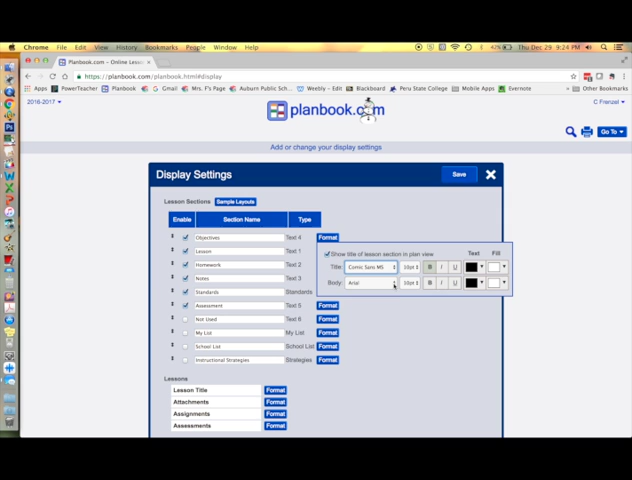 Chrome File Edit View History Bookmarks People Window Help 42% Thu Dec 29 9:24 PM
Planbook.com – Online Lesso
https://planbook.com/planbook.html#display
Apps PowerTeacher Planbook Google Gmail Mrs. F's Page Auburn Public Sch... Weebly - Edit Blackboard Peru State College Mobile Apps Evernote Other Bookmarks
2016-2017
planbook.com
C Frenzel
Go To
Add or change your display settings
Display Settings
Save
Lesson Sections Sample Layouts
Enable Section Name Type
Objectives Text 4 Format
Lesson Text 1
Homework Text 2
Notes Text 3
Standards Standards
Assessment Text 5 Format
Not Used Text 6 Format
My List My List Format
School List School List Format
Instructional Strategies Strategies Format
Show title of lesson section in plan view Text Fill
Title: Comic Sans MS 10pt B I U
Body: Arial 10pt B I U
Lessons
Lesson Title Format
Attachments Format
Assignments Format
Assessments Format